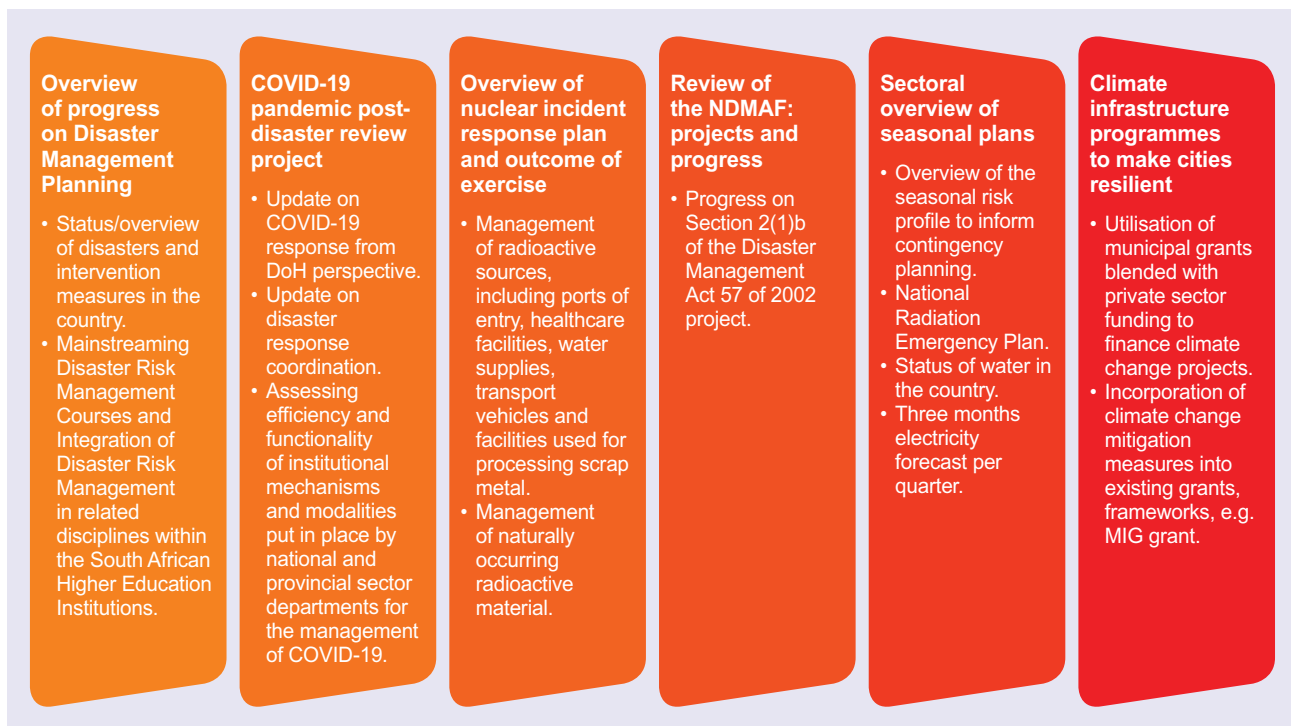 Overview
of progress
on Disaster
Management
Planning
• Status/overview
of disasters and
intervention
measures in the
country.
• Mainstreaming
Disaster Risk
Management
Courses and
Integration of
Disaster Risk
Management
in related
disciplines within
the South African
Higher Education
Institutions.
COVID-19
pandemic post-
disaster review
project
• Update on
COVID-19
response from
DoH perspective.
• Update on
disaster
response
coordination.
• Assessing
efficiency and
functionality
of institutional
mechanisms
and modalities
put in place by
national and
provincial sector
departments for
the management
of COVID-19.
Overview of
nuclear incident
response plan
and outcome of
exercise
• Management
of radioactive
sources,
including ports of
entry, healthcare
facilities, water
supplies,
transport
vehicles and
facilities used for
processing scrap
metal.
• Management
of naturally
occurring
radioactive
material.
Review of
the NDMAF:
projects and
progress
• Progress on
Section 2(1)b
of the Disaster
Management
Act 57 of 2002
project.
Sectoral
overview of
seasonal plans
• Overview of the
seasonal risk
profile to inform
contingency
planning.
• National
Radiation
Emergency Plan.
• Status of water in
the country.
• Three months
electricity
forecast per
quarter.
Climate
infrastructure
programmes
to make cities
resilient
• Utilisation of
municipal grants
blended with
private sector
funding to
finance climate
change projects.
• Incorporation of
climate change
mitigation
measures into
existing grants,
frameworks, e.g.
MIG grant.